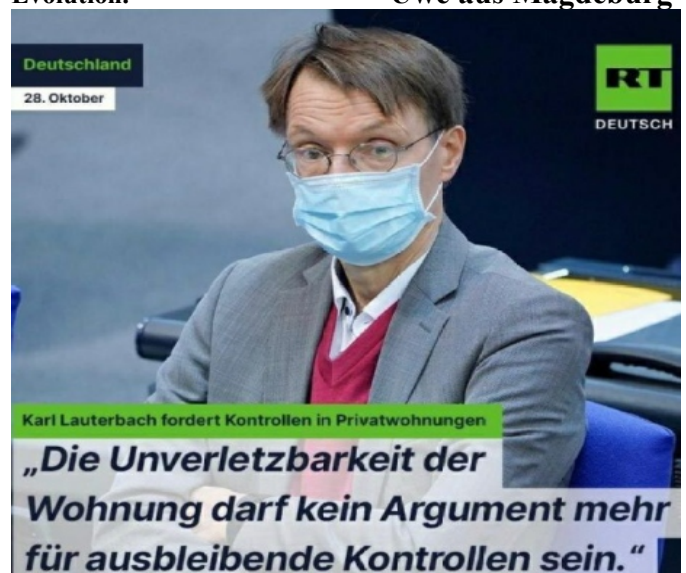 Evolution.
Uwe aus Magdeburg
Deutschland
28. Oktober
RT
DEUTSCH
Karl Lauterbach fordert Kontrollen in Privatwohnungen
„Die Unverletzbarkeit der
Wohnung darf kein Argument mehr
für ausbleibende Kontrollen sein.“